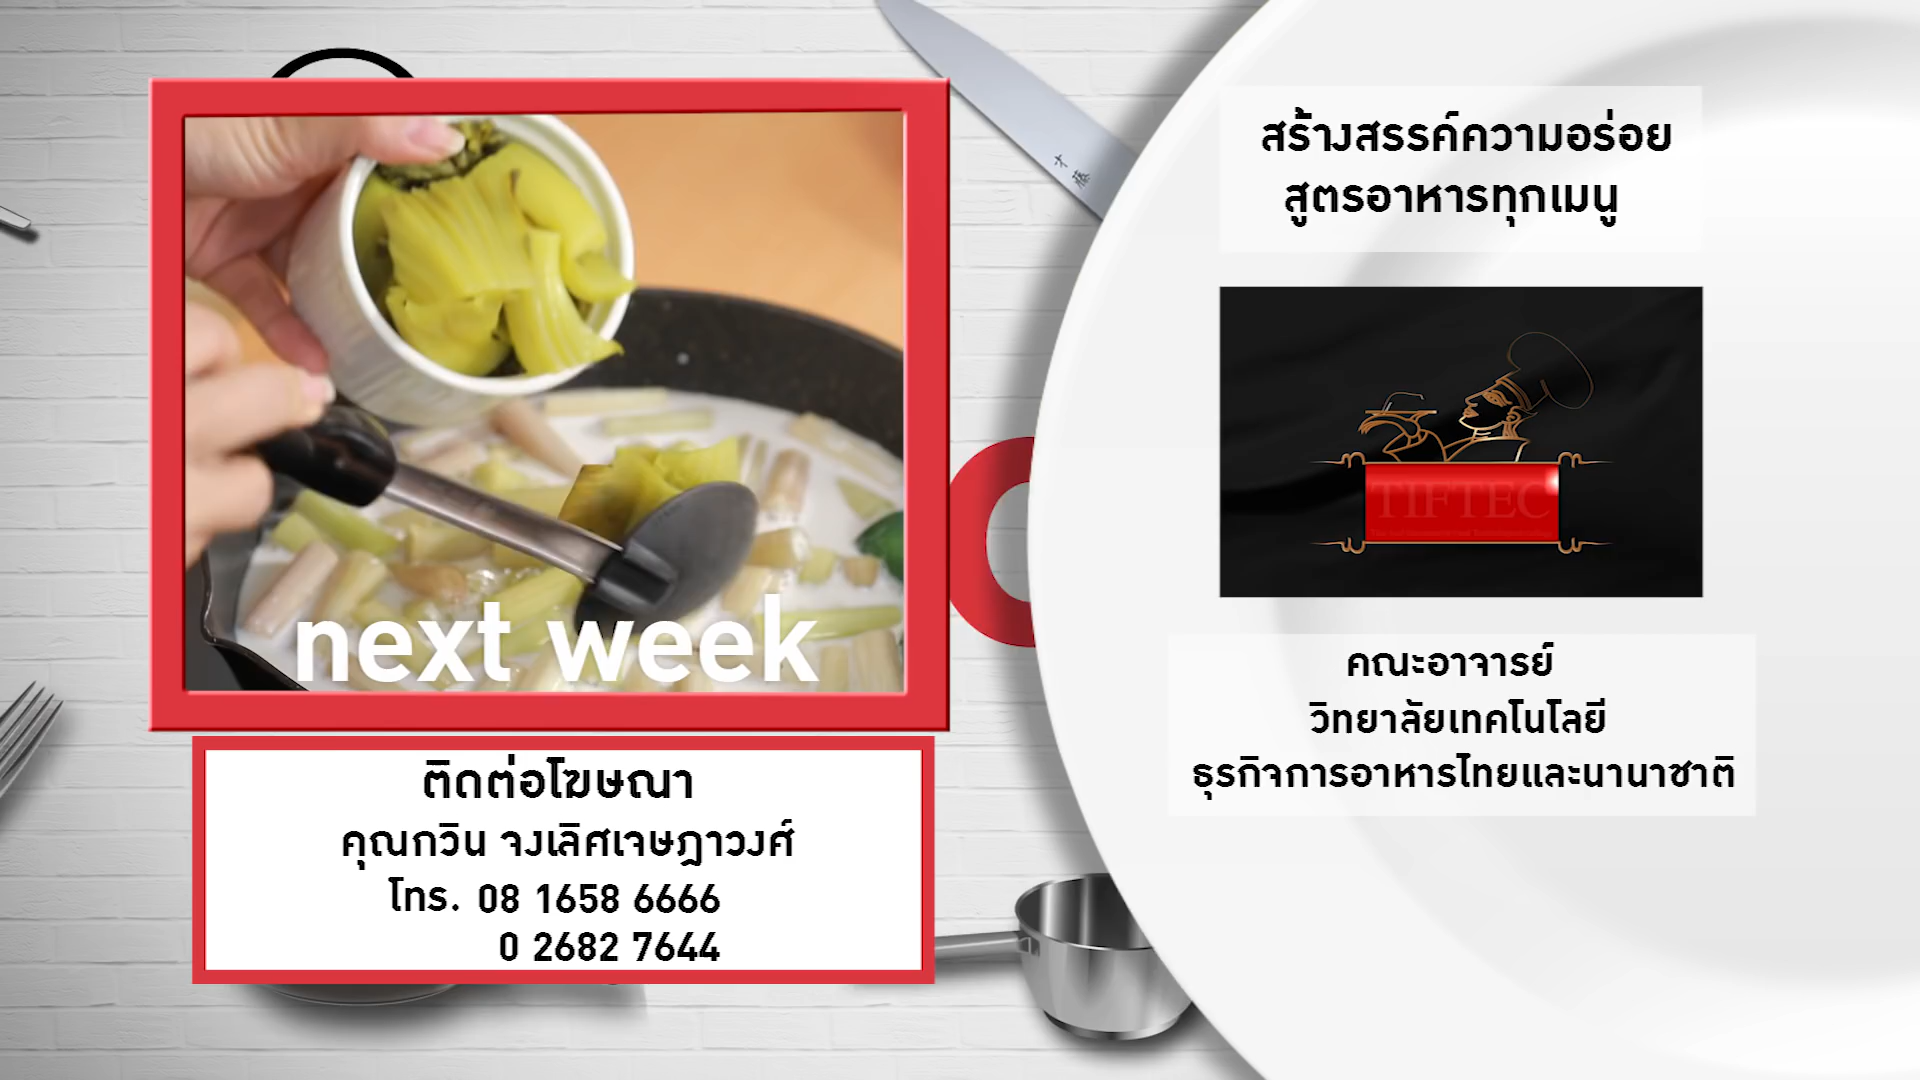 next week
ติดต่อโฆษณา
คุณกวิน จงเลิศเจษฎาวงศ์
โทร. 08 1658 6666
0 2682 7644
สร้างสรรค์ความอร่อย
สูตรอาหารทุกเมนู
TIFTEC
คณะอาจารย์
วิทยาลัยเทคโนโลยี
ธุรกิจการอาหารไทยและนานาชาติ